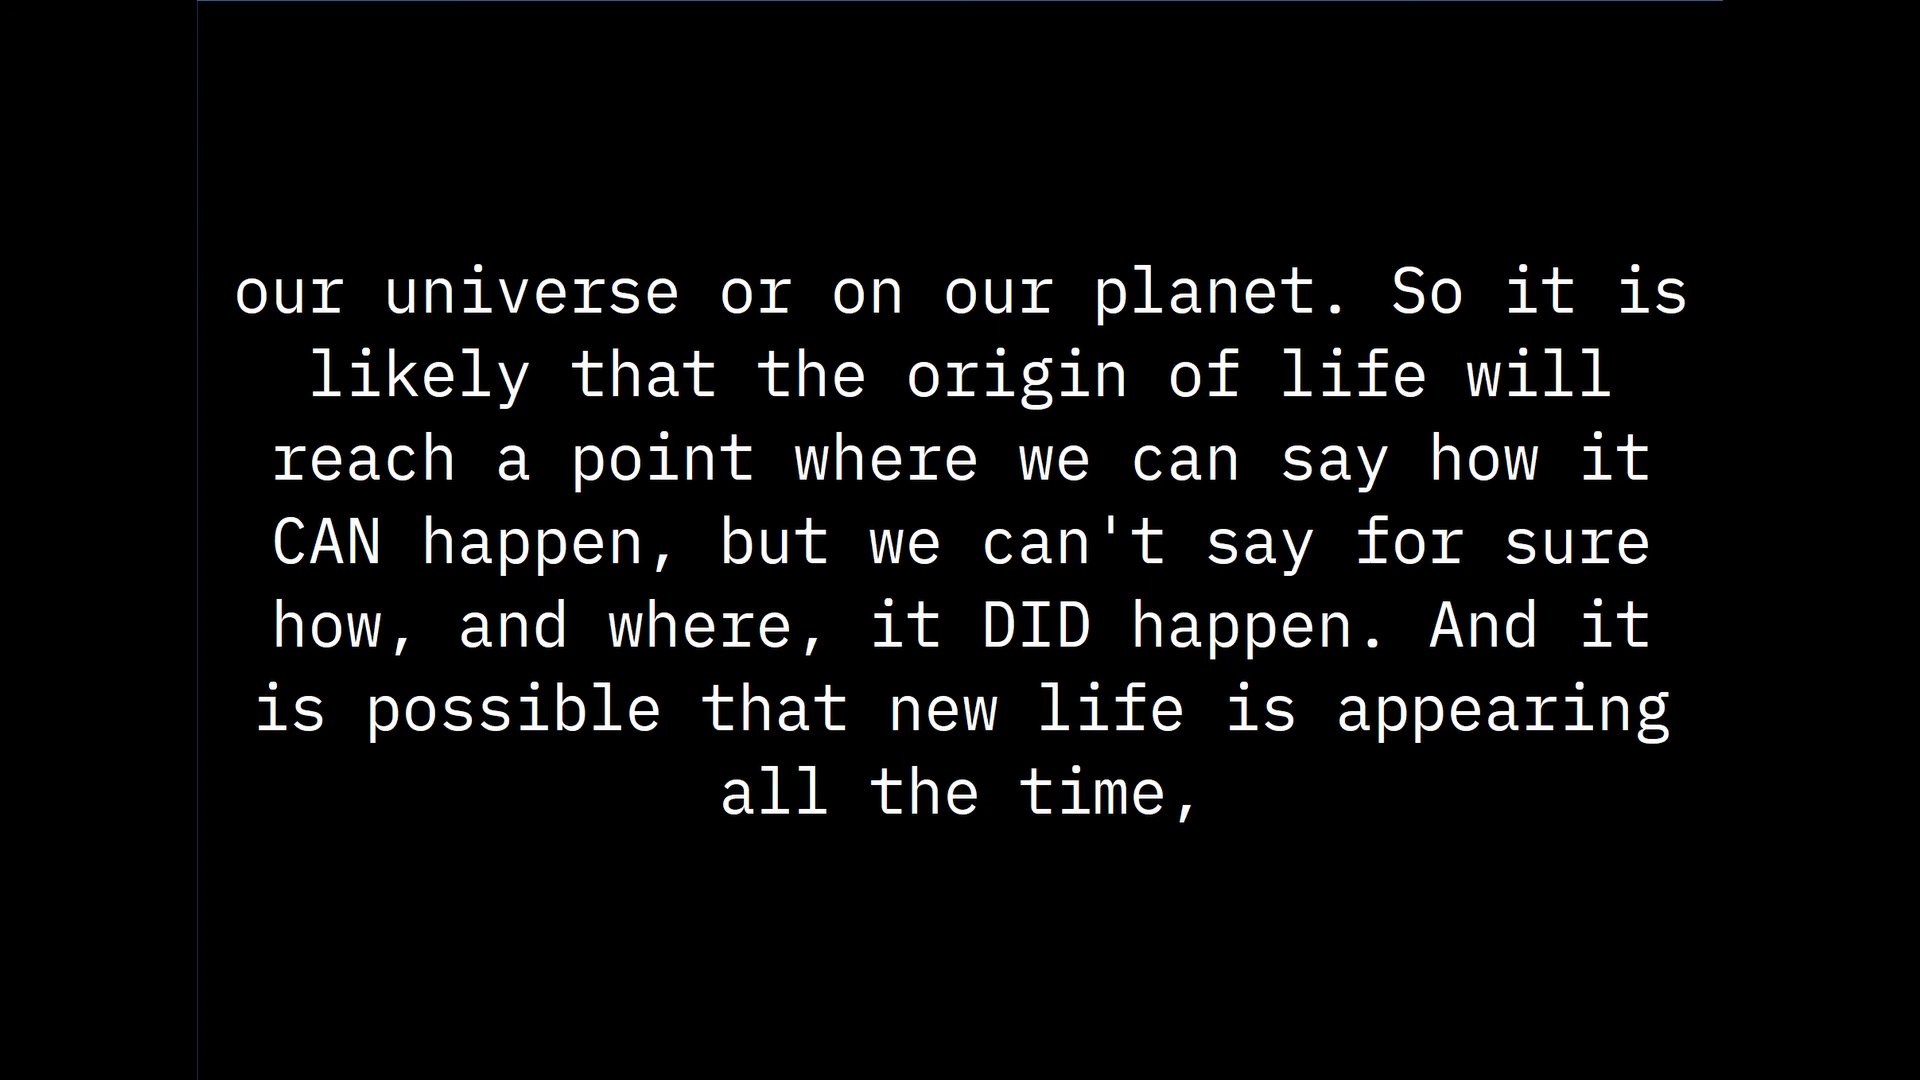 our universe or on our planet. So it is
likely that the origin of life will
reach a point where we can say how it
CAN happen, but we can't say for sure
how, and where, it DID happen. And it
is possible that new life is appearing
all the time,